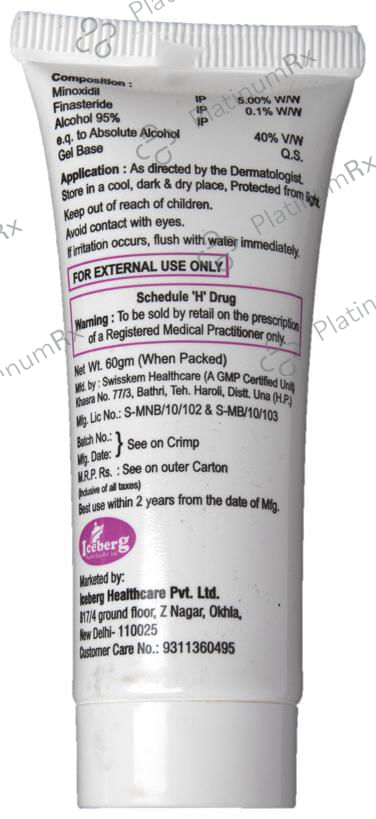 Composition :
Minoxidil IP 5.00% W/W
Finasteride IP 0.1% W/W
Alcohol 95% IP
e.q. to Absolute Alcohol 40% V/W
Gel Base Q.S.
Application : As directed by the Dermatologist.
Store in a cool, dark & dry place, Protected from light.
Keep out of reach of children.
Avoid contact with eyes.
If irritation occurs, flush with water immediately.
FOR EXTERNAL USE ONLY
Schedule 'H' Drug
Warning : To be sold by retail on the prescription
of a Registered Medical Practitioner only.
Net Wt. 60gm (When Packed)
Mfd. by : Swisskem Healthcare (A GMP Certified Unit)
Khasra No. 77/3, Bathri, Teh. Haroli, Distt. Una (H.P.)
Mfg. Lic No.: S-MNB/10/102 & S-MB/10/103
Batch No.:
Mfg. Date: } See on Crimp
M.R.P. Rs. : See on outer Carton
(Inclusive of all taxes)
Best use within 2 years from the date of Mfg.
Iceberg
Marketed by:
Iceberg Healthcare Pvt. Ltd.
817/4 ground floor, Z Nagar, Okhla,
New Delhi- 110025
Customer Care No.: 9311360495
PlatinumRx
PlatinumRx
PlatinumRx